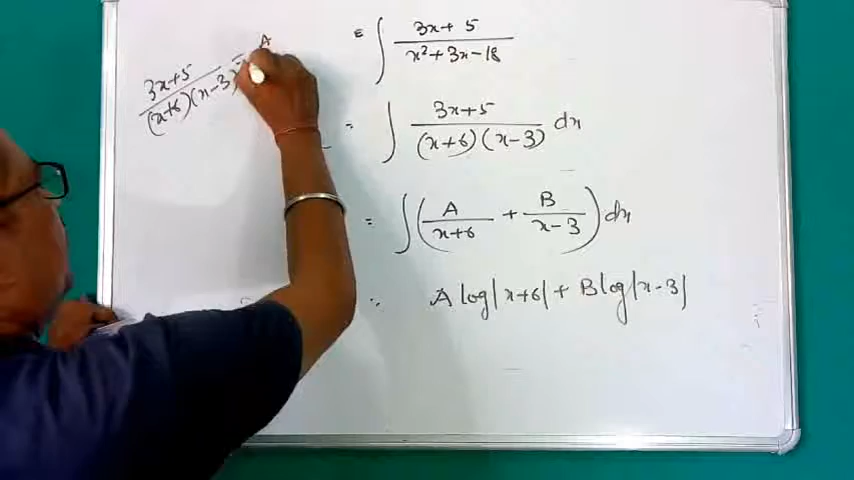 = ∫ (3x+5)/(x²+3x-18)
= ∫ (3x+5)/((x+6)(x-3)) dx
= ∫ (A/(x+6) + B/(x-3)) dx
= A log|x+6| + B log|x-3|
(3x+5)/((x+6)(x-3)) = A